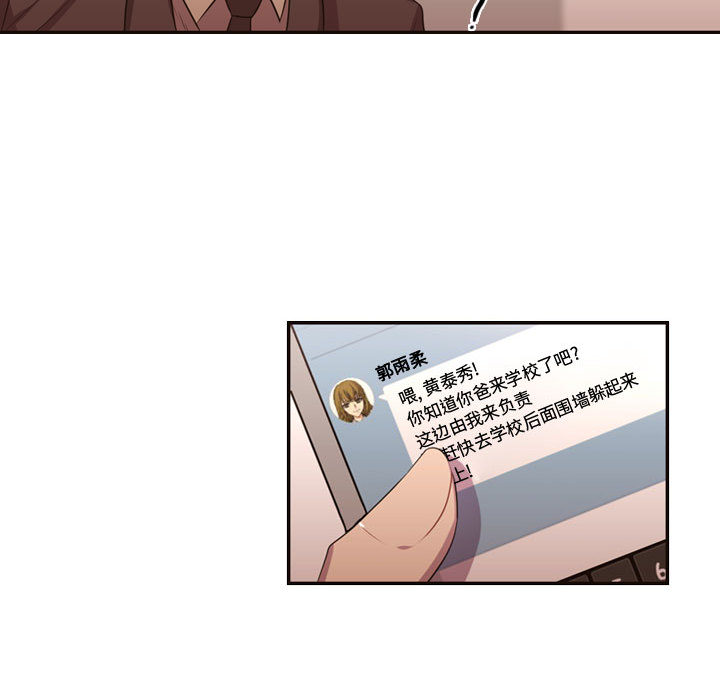 郭雨柔
喂, 黄泰秀!
你知道你爸来学校了吧?
这边由我来负责
赶快去学校后面围墙躲起来
上!